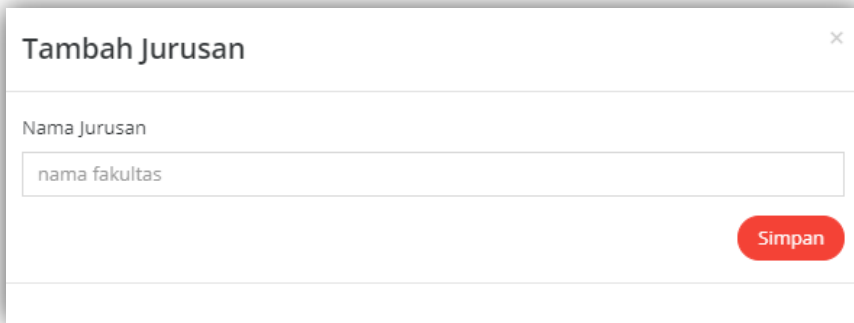 Tambah Jurusan
×
Nama Jurusan
nama fakultas
Simpan